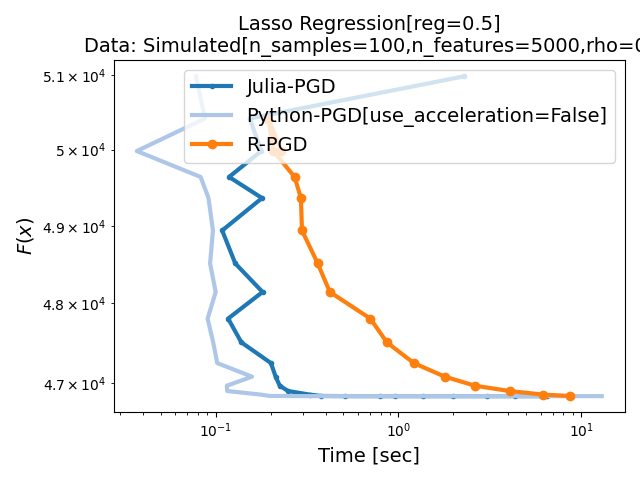 Lasso Regression[reg=0.5]
Data: Simulated[n_samples=100,n_features=5000,rho=0
Julia-PGD
Python-PGD[use_acceleration=False]
R-PGD
F(x)
5.1 × 10⁴
5 × 10⁴
4.9 × 10⁴
4.8 × 10⁴
4.7 × 10⁴
10⁻¹
10⁰
10¹
Time [sec]